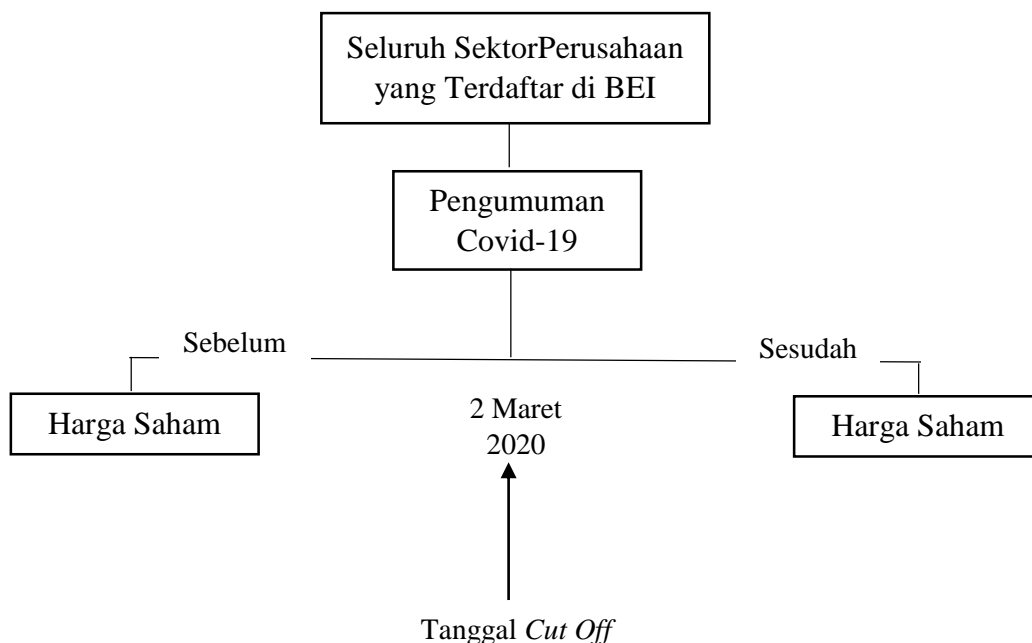 Seluruh SektorPerusahaan
yang Terdaftar di BEI
Pengumuman
Covid-19
Sebelum
Sesudah
Harga Saham
2 Maret
2020
Harga Saham
Tanggal Cut Off